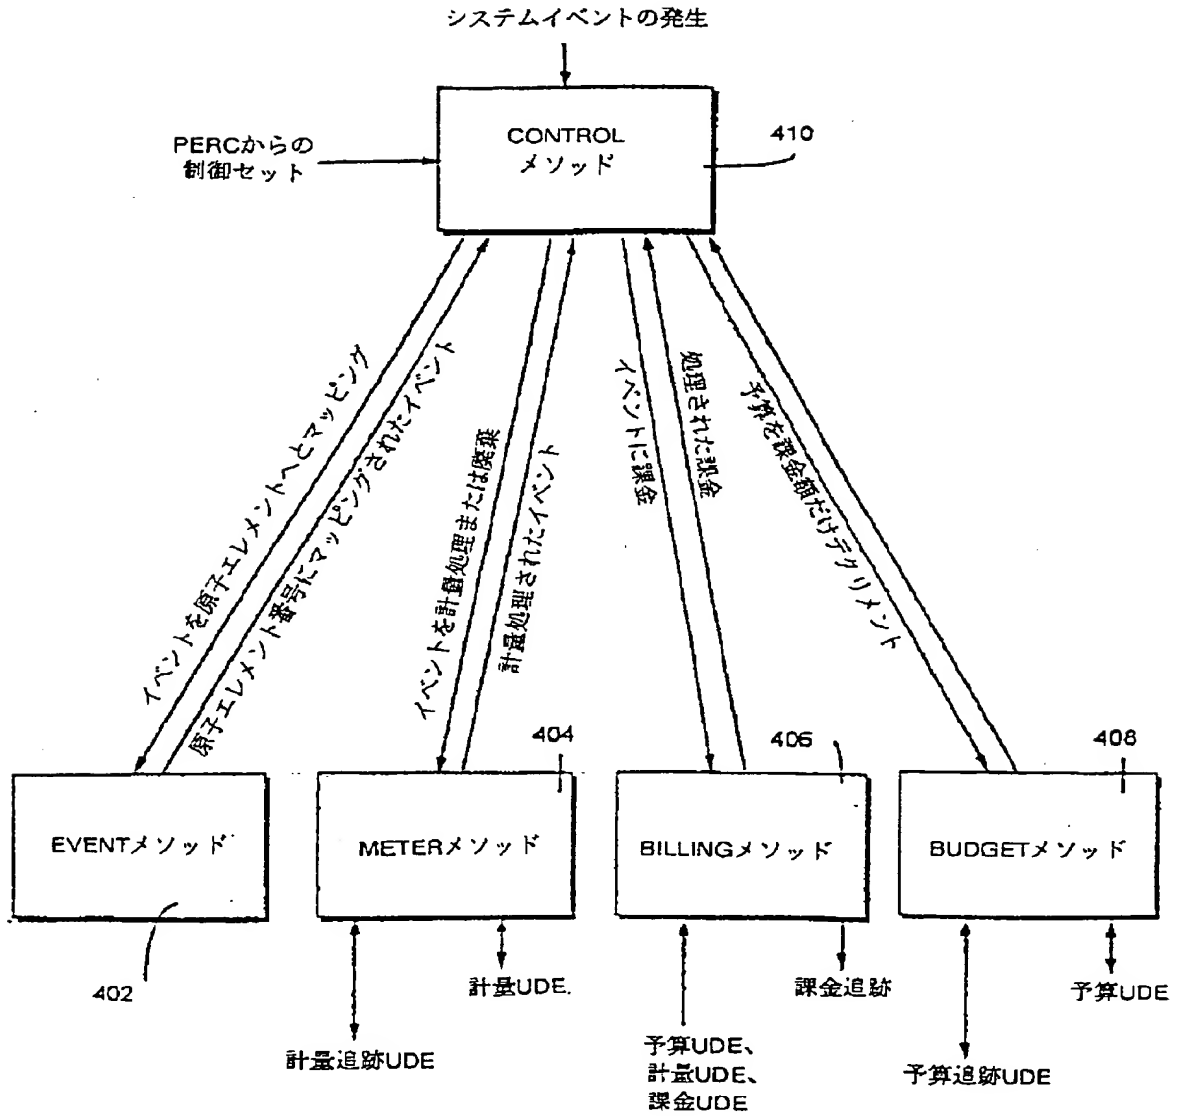 システムイベントの発生
PERCからの
制御セット
CONTROL
メソッド
410
イベントを原子エレメントへとマッピング
原子エレメント番号にマッピングされたイベント
イベントを計量処理または廃棄
計量処理されたイベント
イベントに課金
処理された課金
予算を課金額だけデクリメント
404
406
408
EVENTメソッド
METERメソッド
BILLINGメソッド
BUDGETメソッド
402
計量UDE.
課金追跡
予算UDE
計量追跡UDE
予算UDE、
計量UDE、
課金UDE
予算追跡UDE